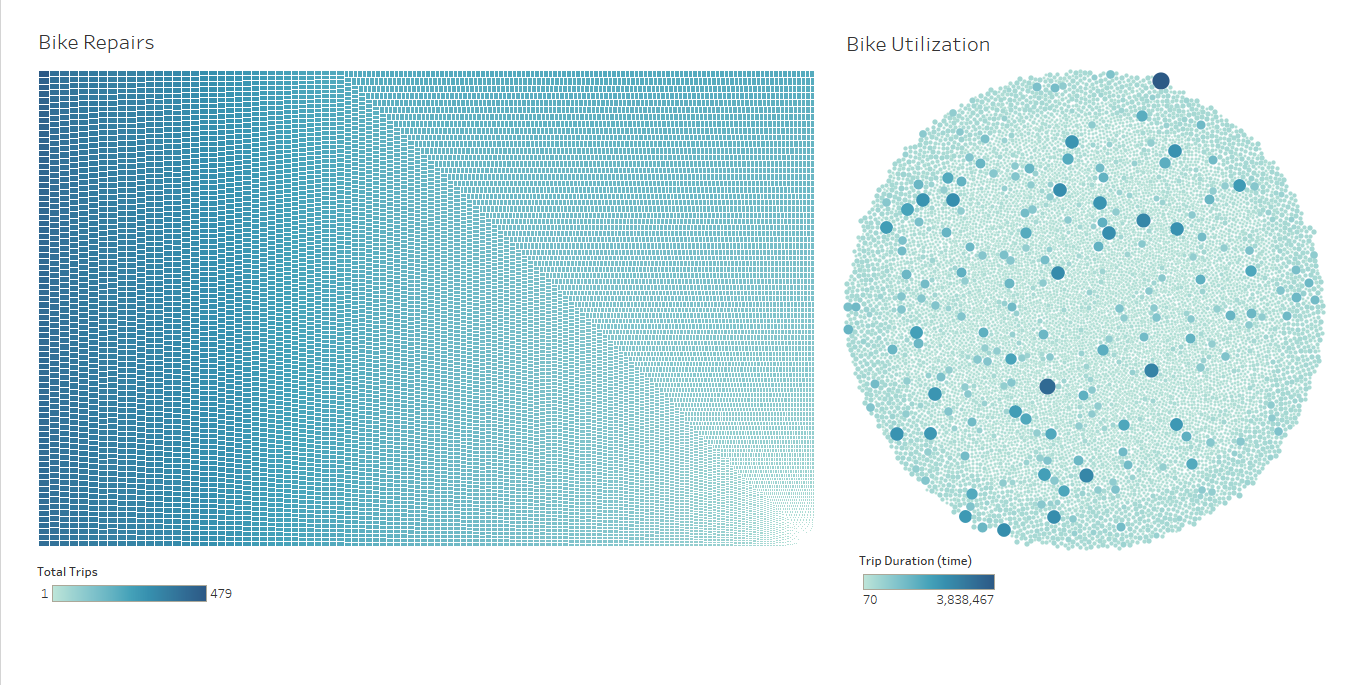 Bike Repairs
Bike Utilization
Total Trips
1 479
Trip Duration (time)
70 3,838,467